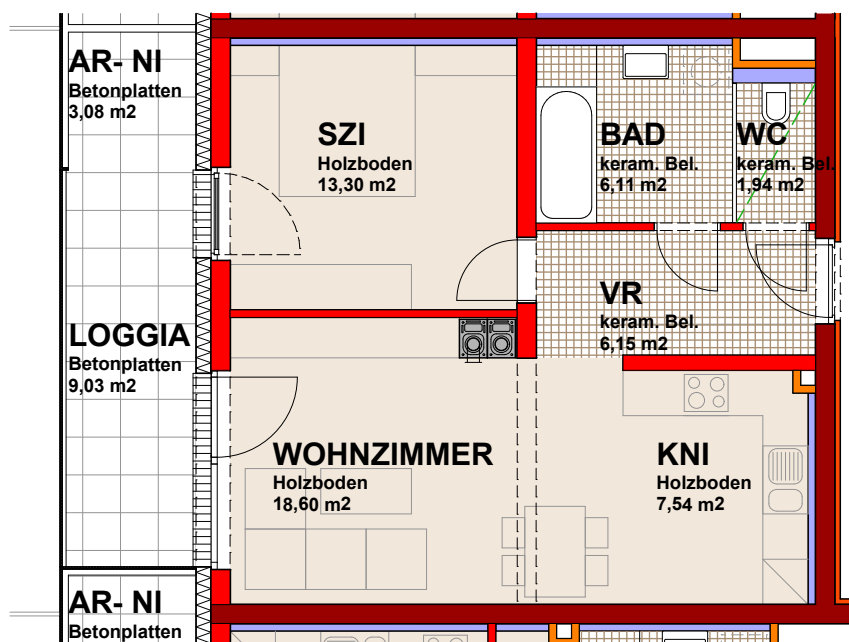 AR- NI
Betonplatten
3,08 m2
SZI
Holzboden
13,30 m2
BAD
keram. Bel.
6,11 m2
WC
keram. Bel.
1,94 m2
VR
keram. Bel.
6,15 m2
LOGGIA
Betonplatten
9,03 m2
WOHNZIMMER
Holzboden
18,60 m2
KNI
Holzboden
7,54 m2
AR- NI
Betonplatten